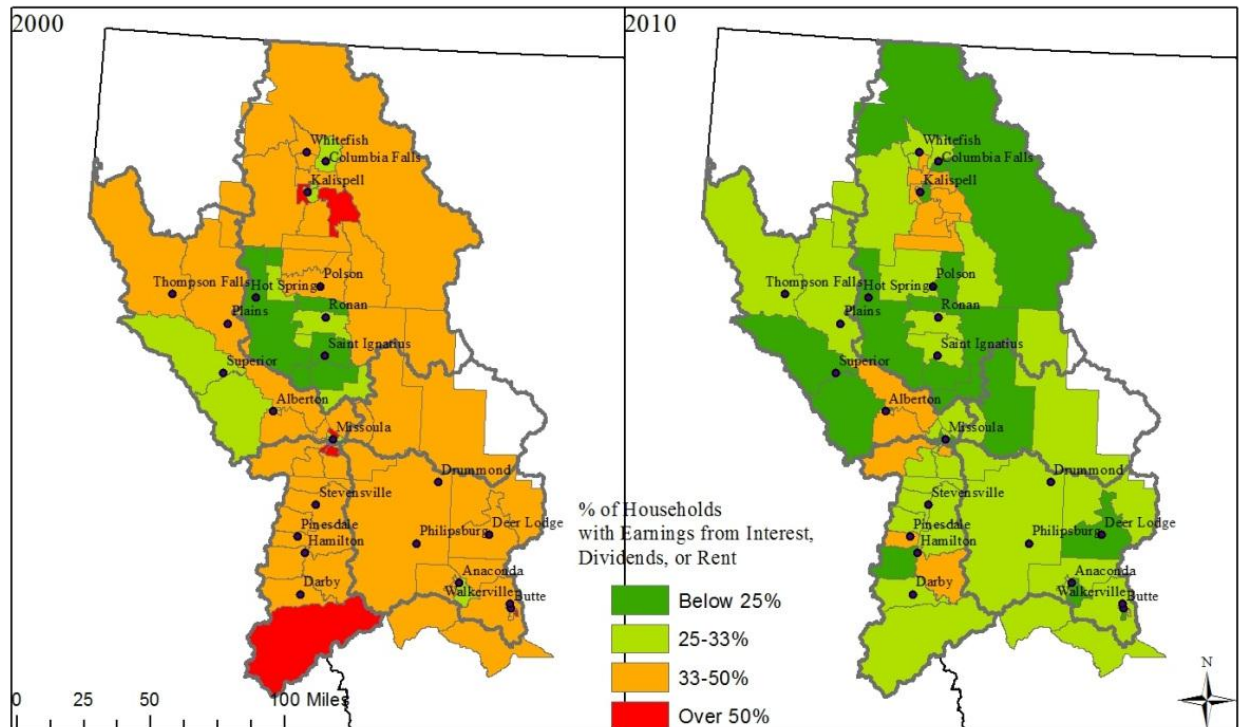 2000
Whitefish
Columbia Falls
Kalispell
Polson
Thompson Falls
Hot Spring
Ronan
Plains
Saint Ignatius
Superior
Alberton
Missoula
Drummond
Stevensville
Pinesdale
Hamilton
Philipsburg
Deer Lodge
Anaconda
Darby
Walkerville
Butte
0 25 50 100 Miles
% of Households
with Earnings from Interest,
Dividends, or Rent
Below 25%
25-33%
33-50%
Over 50%
2010
Whitefish
Columbia Falls
Kalispell
Polson
Thompson Falls
Hot Spring
Ronan
Plains
Saint Ignatius
Superior
Alberton
Missoula
Drummond
Stevensville
Pinesdale
Hamilton
Philipsburg
Deer Lodge
Anaconda
Darby
Walkerville
Butte
N